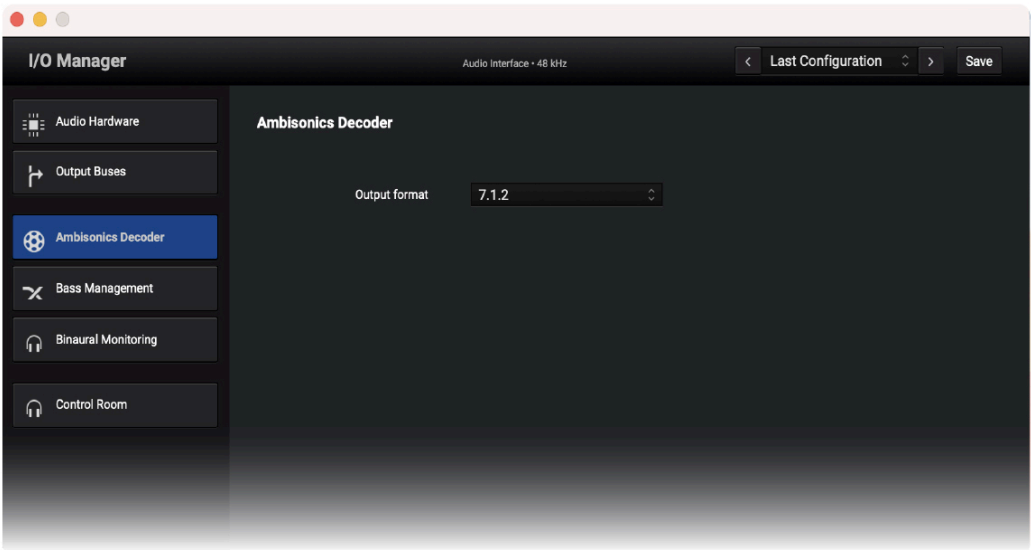 I/O Manager
Audio Interface • 48 kHz
< Last Configuration >
Save
Audio Hardware
Output Buses
Ambisonics Decoder
Bass Management
Binaural Monitoring
Control Room
Ambisonics Decoder
Output format 7.1.2